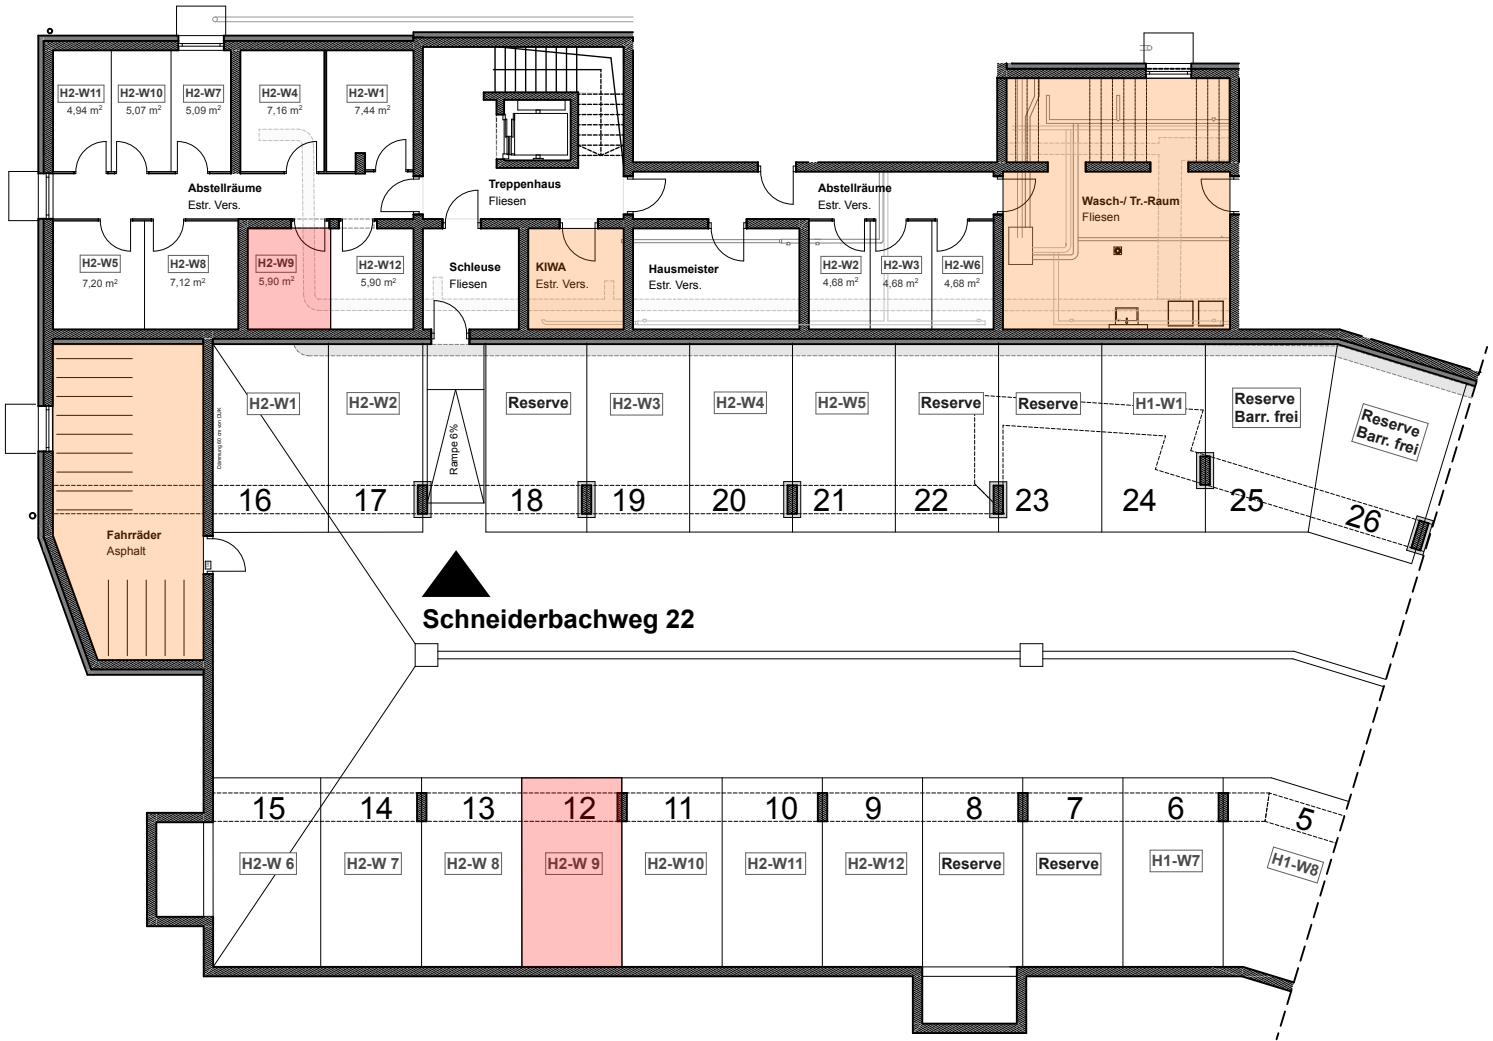 H2-W11
4,94 m²
H2-W10
5,07 m²
H2-W7
5,09 m²
H2-W4
7,16 m²
H2-W1
7,44 m²
Abstellräume
Estr. Vers.
Treppenhaus
Fliesen
Abstellräume
Estr. Vers.
Wasch-/ Tr.-Raum
Fliesen
H2-W5
7,20 m²
H2-W8
7,12 m²
H2-W9
5,90 m²
H2-W12
5,90 m²
Schleuse
Fliesen
KIWA
Estr. Vers.
Hausmeister
Estr. Vers.
H2-W2
4,68 m²
H2-W3
4,68 m²
H2-W6
4,68 m²
H2-W1
H2-W2
Reserve
H2-W3
H2-W4
H2-W5
Reserve
Reserve
H1-W1
Reserve
Barr. frei
Reserve
Barr. frei
Rampe 6%
16
17
18
19
20
21
22
23
24
25
26
Fahrräder
Asphalt
Schneiderbachweg 22
15
14
13
12
11
10
9
8
7
6
5
H2-W 6
H2-W 7
H2-W 8
H2-W 9
H2-W10
H2-W11
H2-W12
Reserve
Reserve
H1-W7
H1-W8